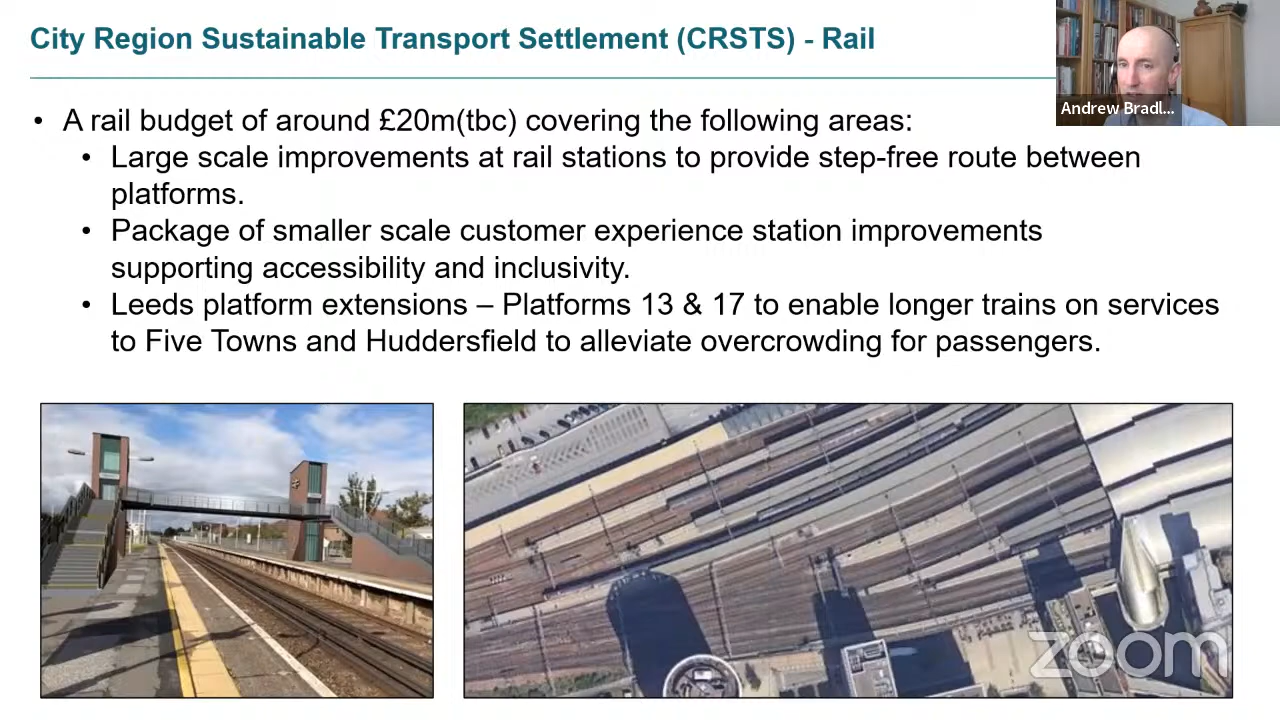 City Region Sustainable Transport Settlement (CRSTS) - Rail
Andrew Bradl...
• A rail budget of around £20m(tbc) covering the following areas:
• Large scale improvements at rail stations to provide step-free route between
platforms.
• Package of smaller scale customer experience station improvements
supporting accessibility and inclusivity.
• Leeds platform extensions – Platforms 13 & 17 to enable longer trains on services
to Five Towns and Huddersfield to alleviate overcrowding for passengers.
zoom